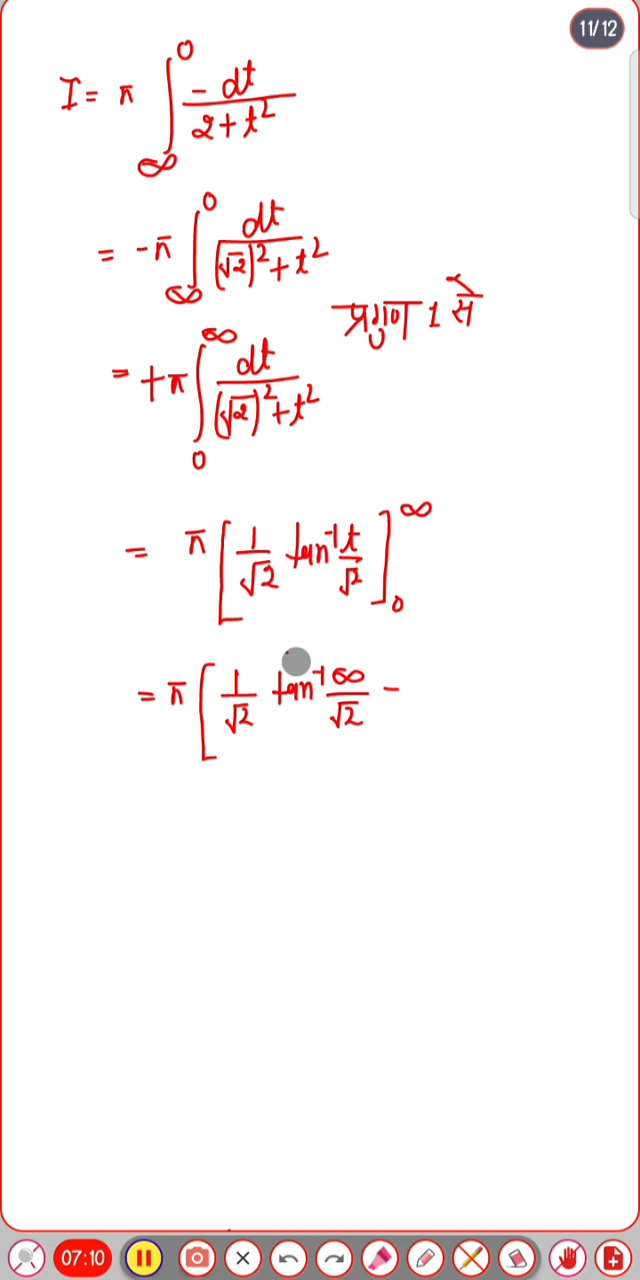 11/12
I = π ∫_∞^0 -dt/(2+t²)
= -π ∫_∞^0 dt/((√2)²+t²)
प्रगुण 1 से
= +π ∫_0^∞ dt/((√2)²+t²)
= π [1/√2 tan⁻¹ t/√2]_0^∞
= π [1/√2 tan⁻¹ ∞/√2 -
07:10